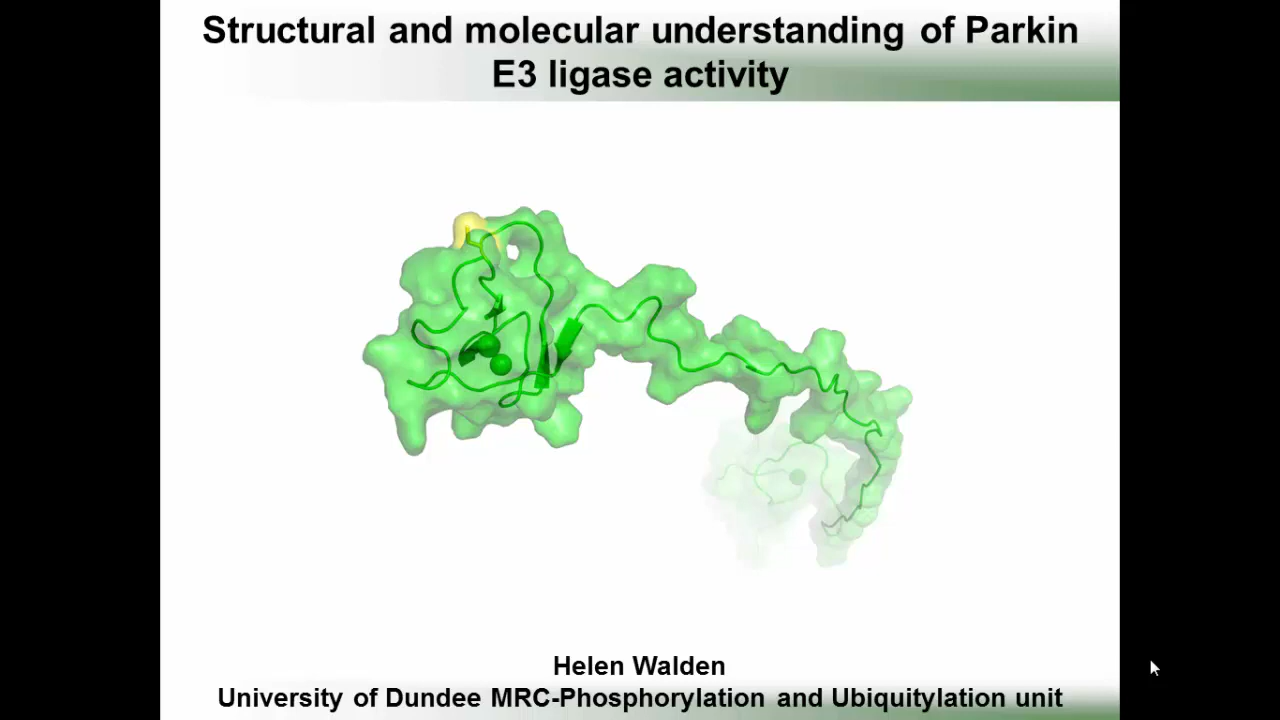 Structural and molecular understanding of Parkin
E3 ligase activity
Helen Walden
University of Dundee MRC-Phosphorylation and Ubiquitylation unit